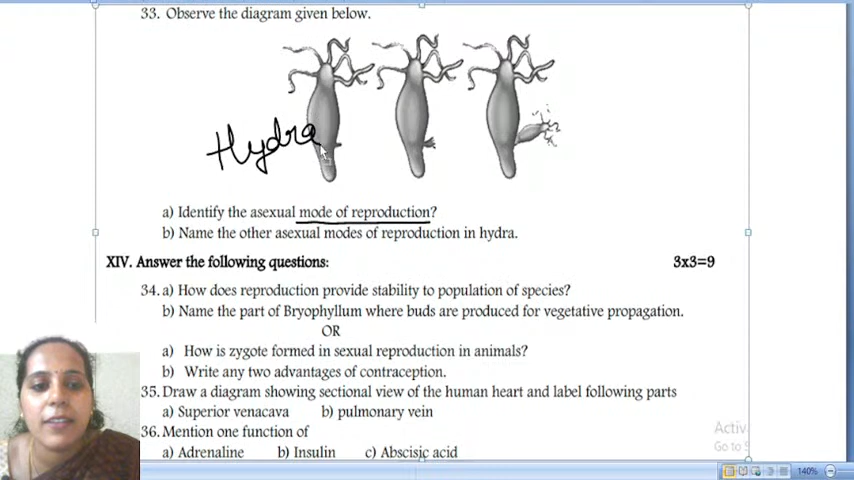 33. Observe the diagram given below.
Hydra
a) Identify the asexual mode of reproduction?
b) Name the other asexual modes of reproduction in hydra.
XIV. Answer the following questions: 3x3=9
34. a) How does reproduction provide stability to population of species?
b) Name the part of Bryophyllum where buds are produced for vegetative propagation.
OR
a) How is zygote formed in sexual reproduction in animals?
b) Write any two advantages of contraception.
35. Draw a diagram showing sectional view of the human heart and label following parts
a) Superior venacava b) pulmonary vein
36. Mention one function of
a) Adrenaline b) Insulin c) Abscisic acid
Activ
Go to S
140%